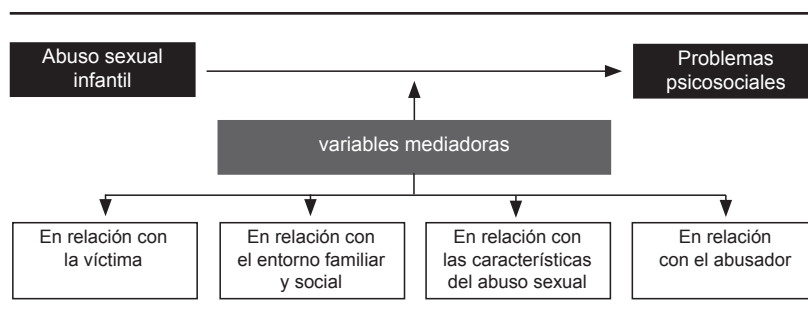 Abuso sexual
infantil
Problemas
psicosociales
variables mediadoras
En relación con
la víctima
En relación con
el entorno familiar
y social
En relación con
las características
del abuso sexual
En relación
con el abusador